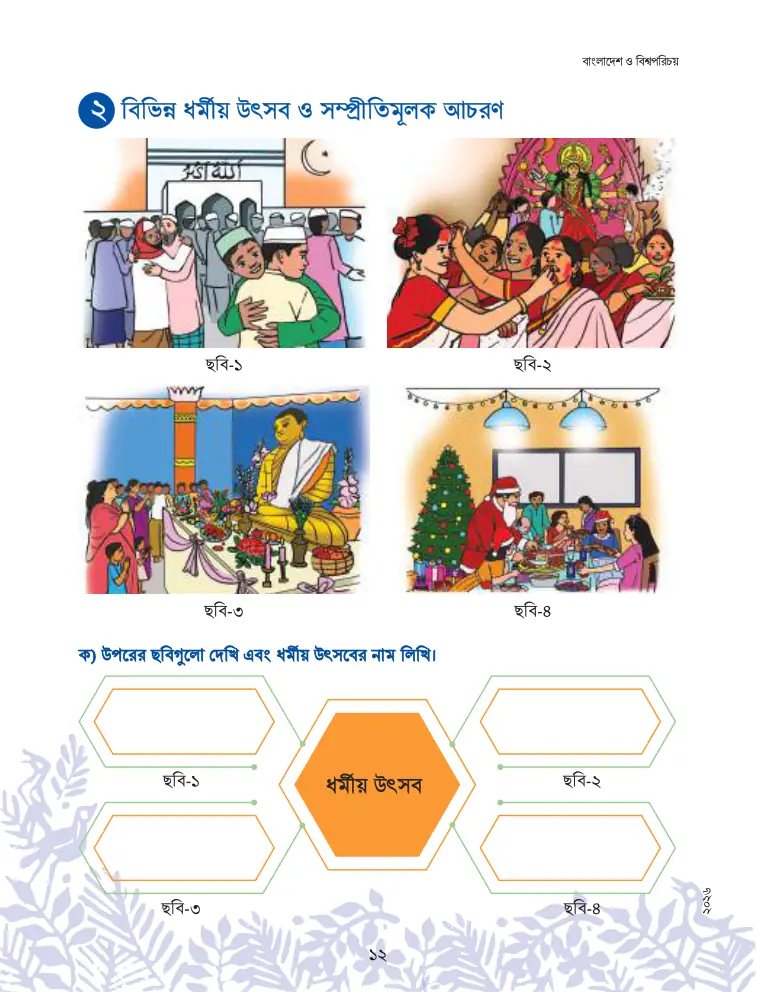 বাংলাদেশ ও বিশ্বপরিচয়
২ বিভিন্ন ধর্মীয় উৎসব ও সম্প্রীতিমূলক আচরণ
ছবি-১
ছবি-২
ছবি-৩
ছবি-৪
ক) উপরের ছবিগুলো দেখি এবং ধর্মীয় উৎসবের নাম লিখি।
ধর্মীয় উৎসব
ছবি-১
ছবি-২
ছবি-৩
ছবি-৪
২০২৬
১২